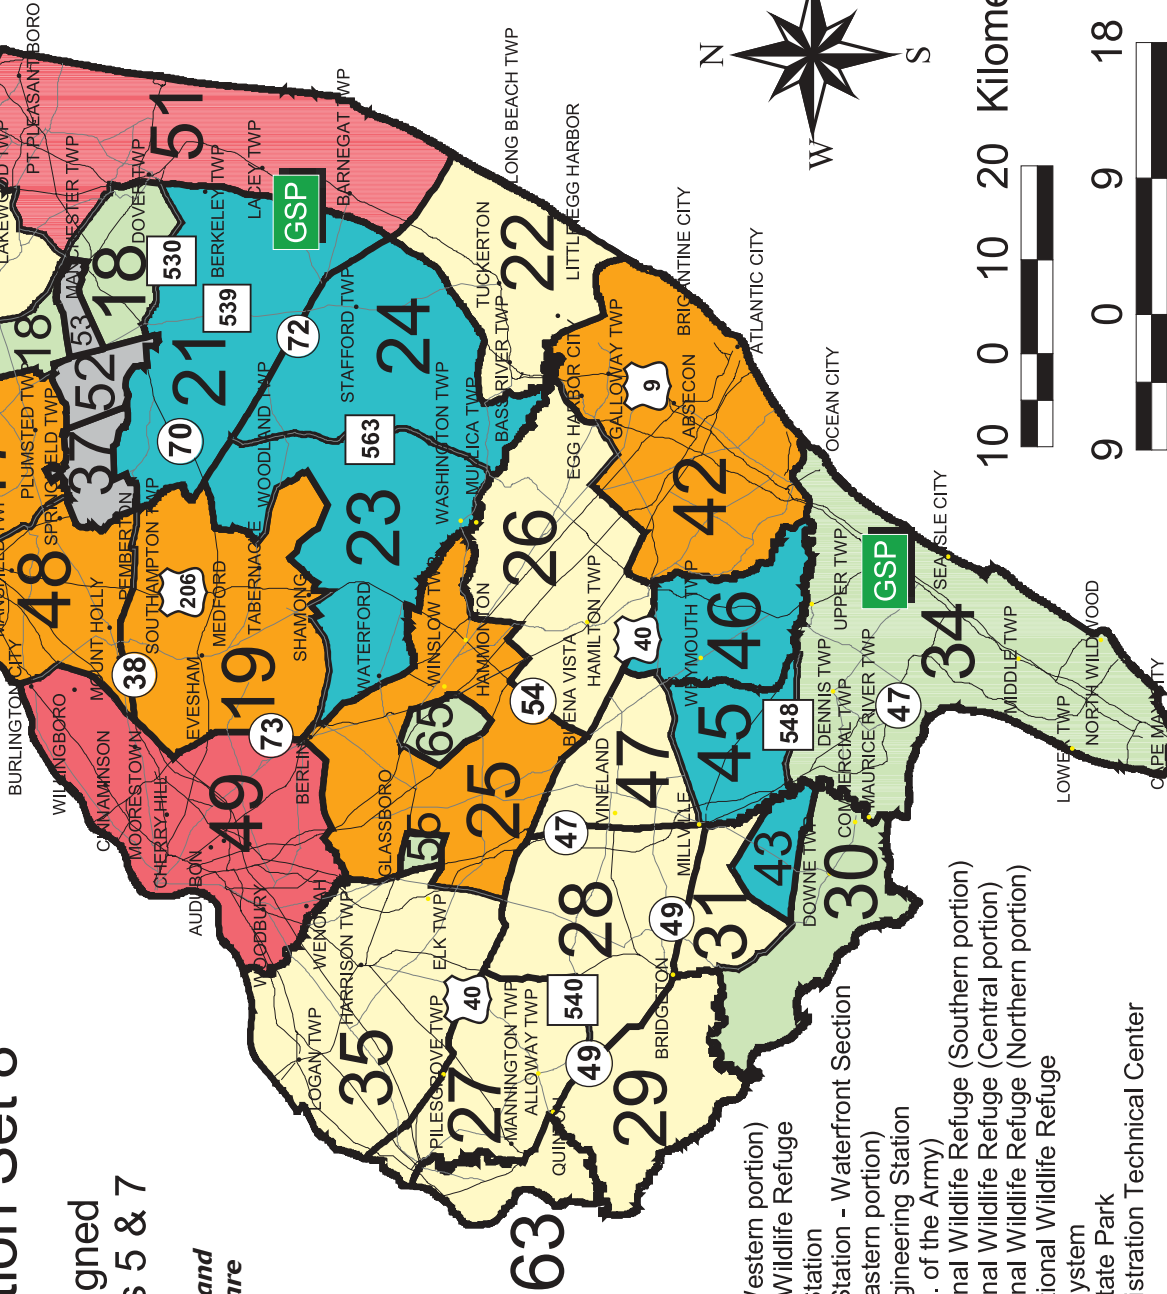 tion Set 8
gned
s 5 & 7
and
are
PT PLEASANT BORO
51
LACEY TWP
BARNEGAT TWP
GSP
DOVER TWP
18
530
BERKELEY TWP
539
21
72
53
52
37
18
PLUMSTED TWP
70
WOODLAND TWP
STAFFORD TWP
24
563
TUCKERTON
22
LONG BEACH TWP
LITTLE EGG HARBOR
BASS RIVER TWP
WASHINGTON TWP
MULLICA TWP
EGG HARBOR CITY
GALLOWAY TWP
9
ABSECON
BRIGANTINE CITY
ATLANTIC CITY
OCEAN CITY
42
48
PEMBERTON
SOUTHAMPTON TWP
MOUNT HOLLY
206
MEDFORD
TABERNACLE
SHAMONG
38
EVESHAM
19
73
BERLIN
WATERFORD
23
WINSLOW TWP
HAMMONTON
26
HAMILTON TWP
BUENA VISTA
54
65
25
55
GLASSBORO
BURLINGTON CITY
WILLINGBORO
CINNAMINSON
MOORESTOWN
CHERRY HILL
49
AUDUBON
WOODBURY
WENONAH
HARRISON TWP
ELK TWP
LOGAN TWP
35
PILESGROVE TWP
40
27
MANNINGTON TWP
ALLOWAY TWP
540
49
QUINTON
63
29
BRIDGETON
28
47
VINELAND
47
MILLVILLE
49
31
43
DOWNE TWP
30
COMMERCIAL TWP
MAURICE RIVER TWP
DENNIS TWP
UPPER TWP
548
45
46
WEYMOUTH TWP
40
47
GSP
34
SEA ISLE CITY
MIDDLE TWP
LOWER TWP
NORTH WILDWOOD
CAPE MAY CITY
N
S
W
10 0 10 20 Kilome
9 0 9 18
Western portion)
Wildlife Refuge
Station
Station - Waterfront Section
astern portion)
gineering Station
. of the Army)
nal Wildlife Refuge (Southern portion)
nal Wildlife Refuge (Central portion)
nal Wildlife Refuge (Northern portion)
ional Wildlife Refuge
ystem
tate Park
istration Technical Center